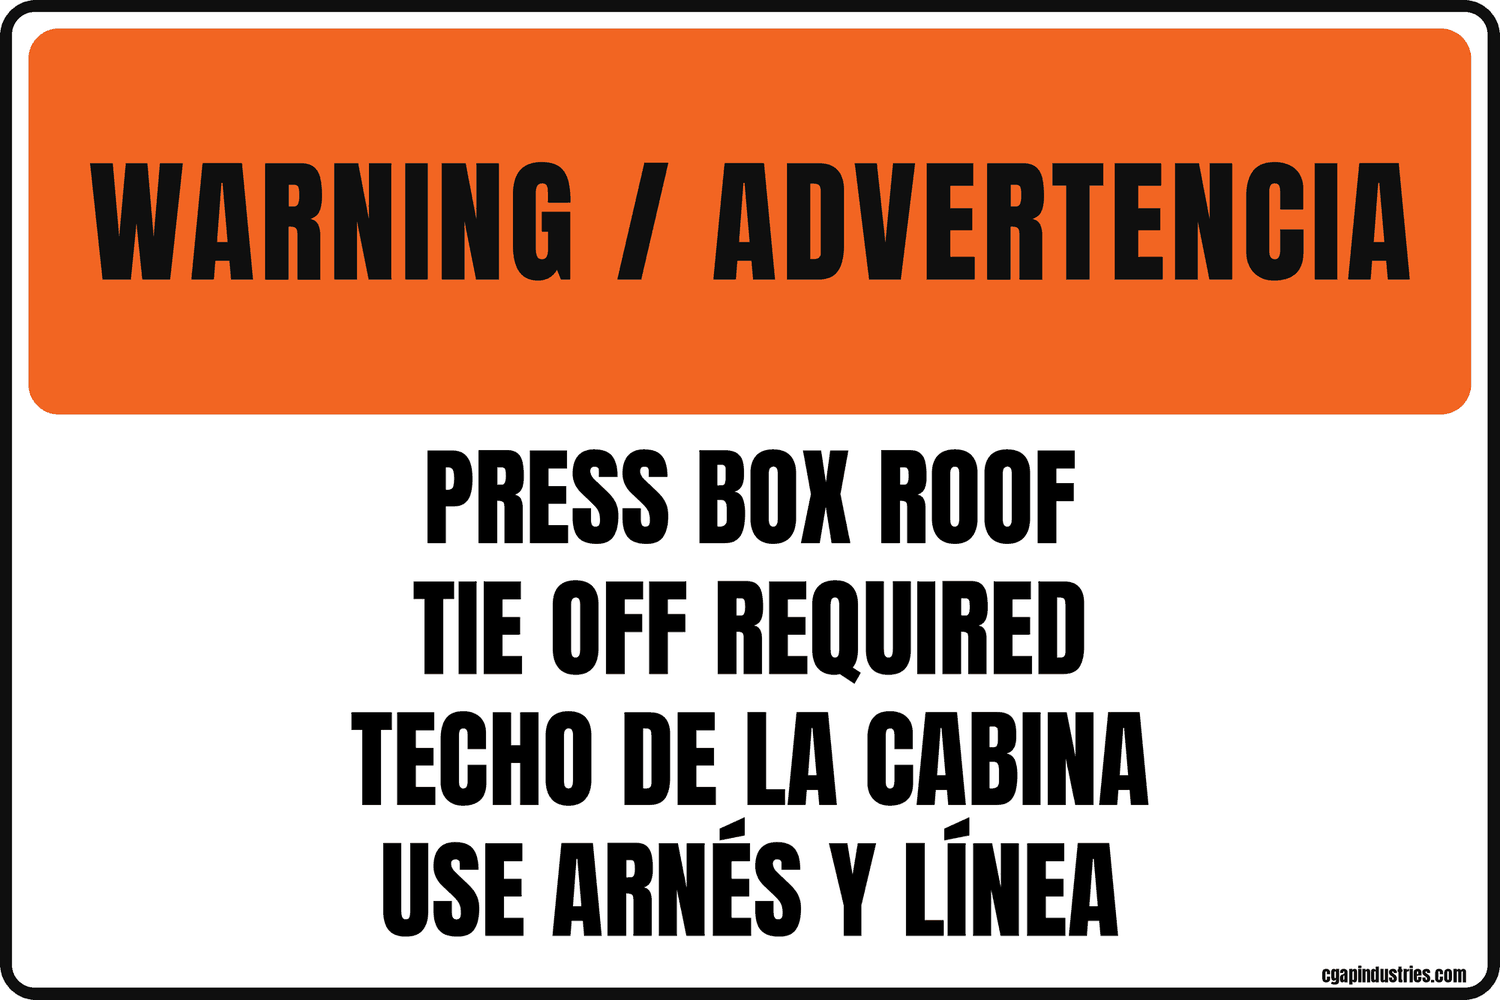 WARNING / ADVERTENCIA
PRESS BOX ROOF
TIE OFF REQUIRED
TECHO DE LA CABINA
USE ARNÉS Y LÍNEA
cgapindustries.com